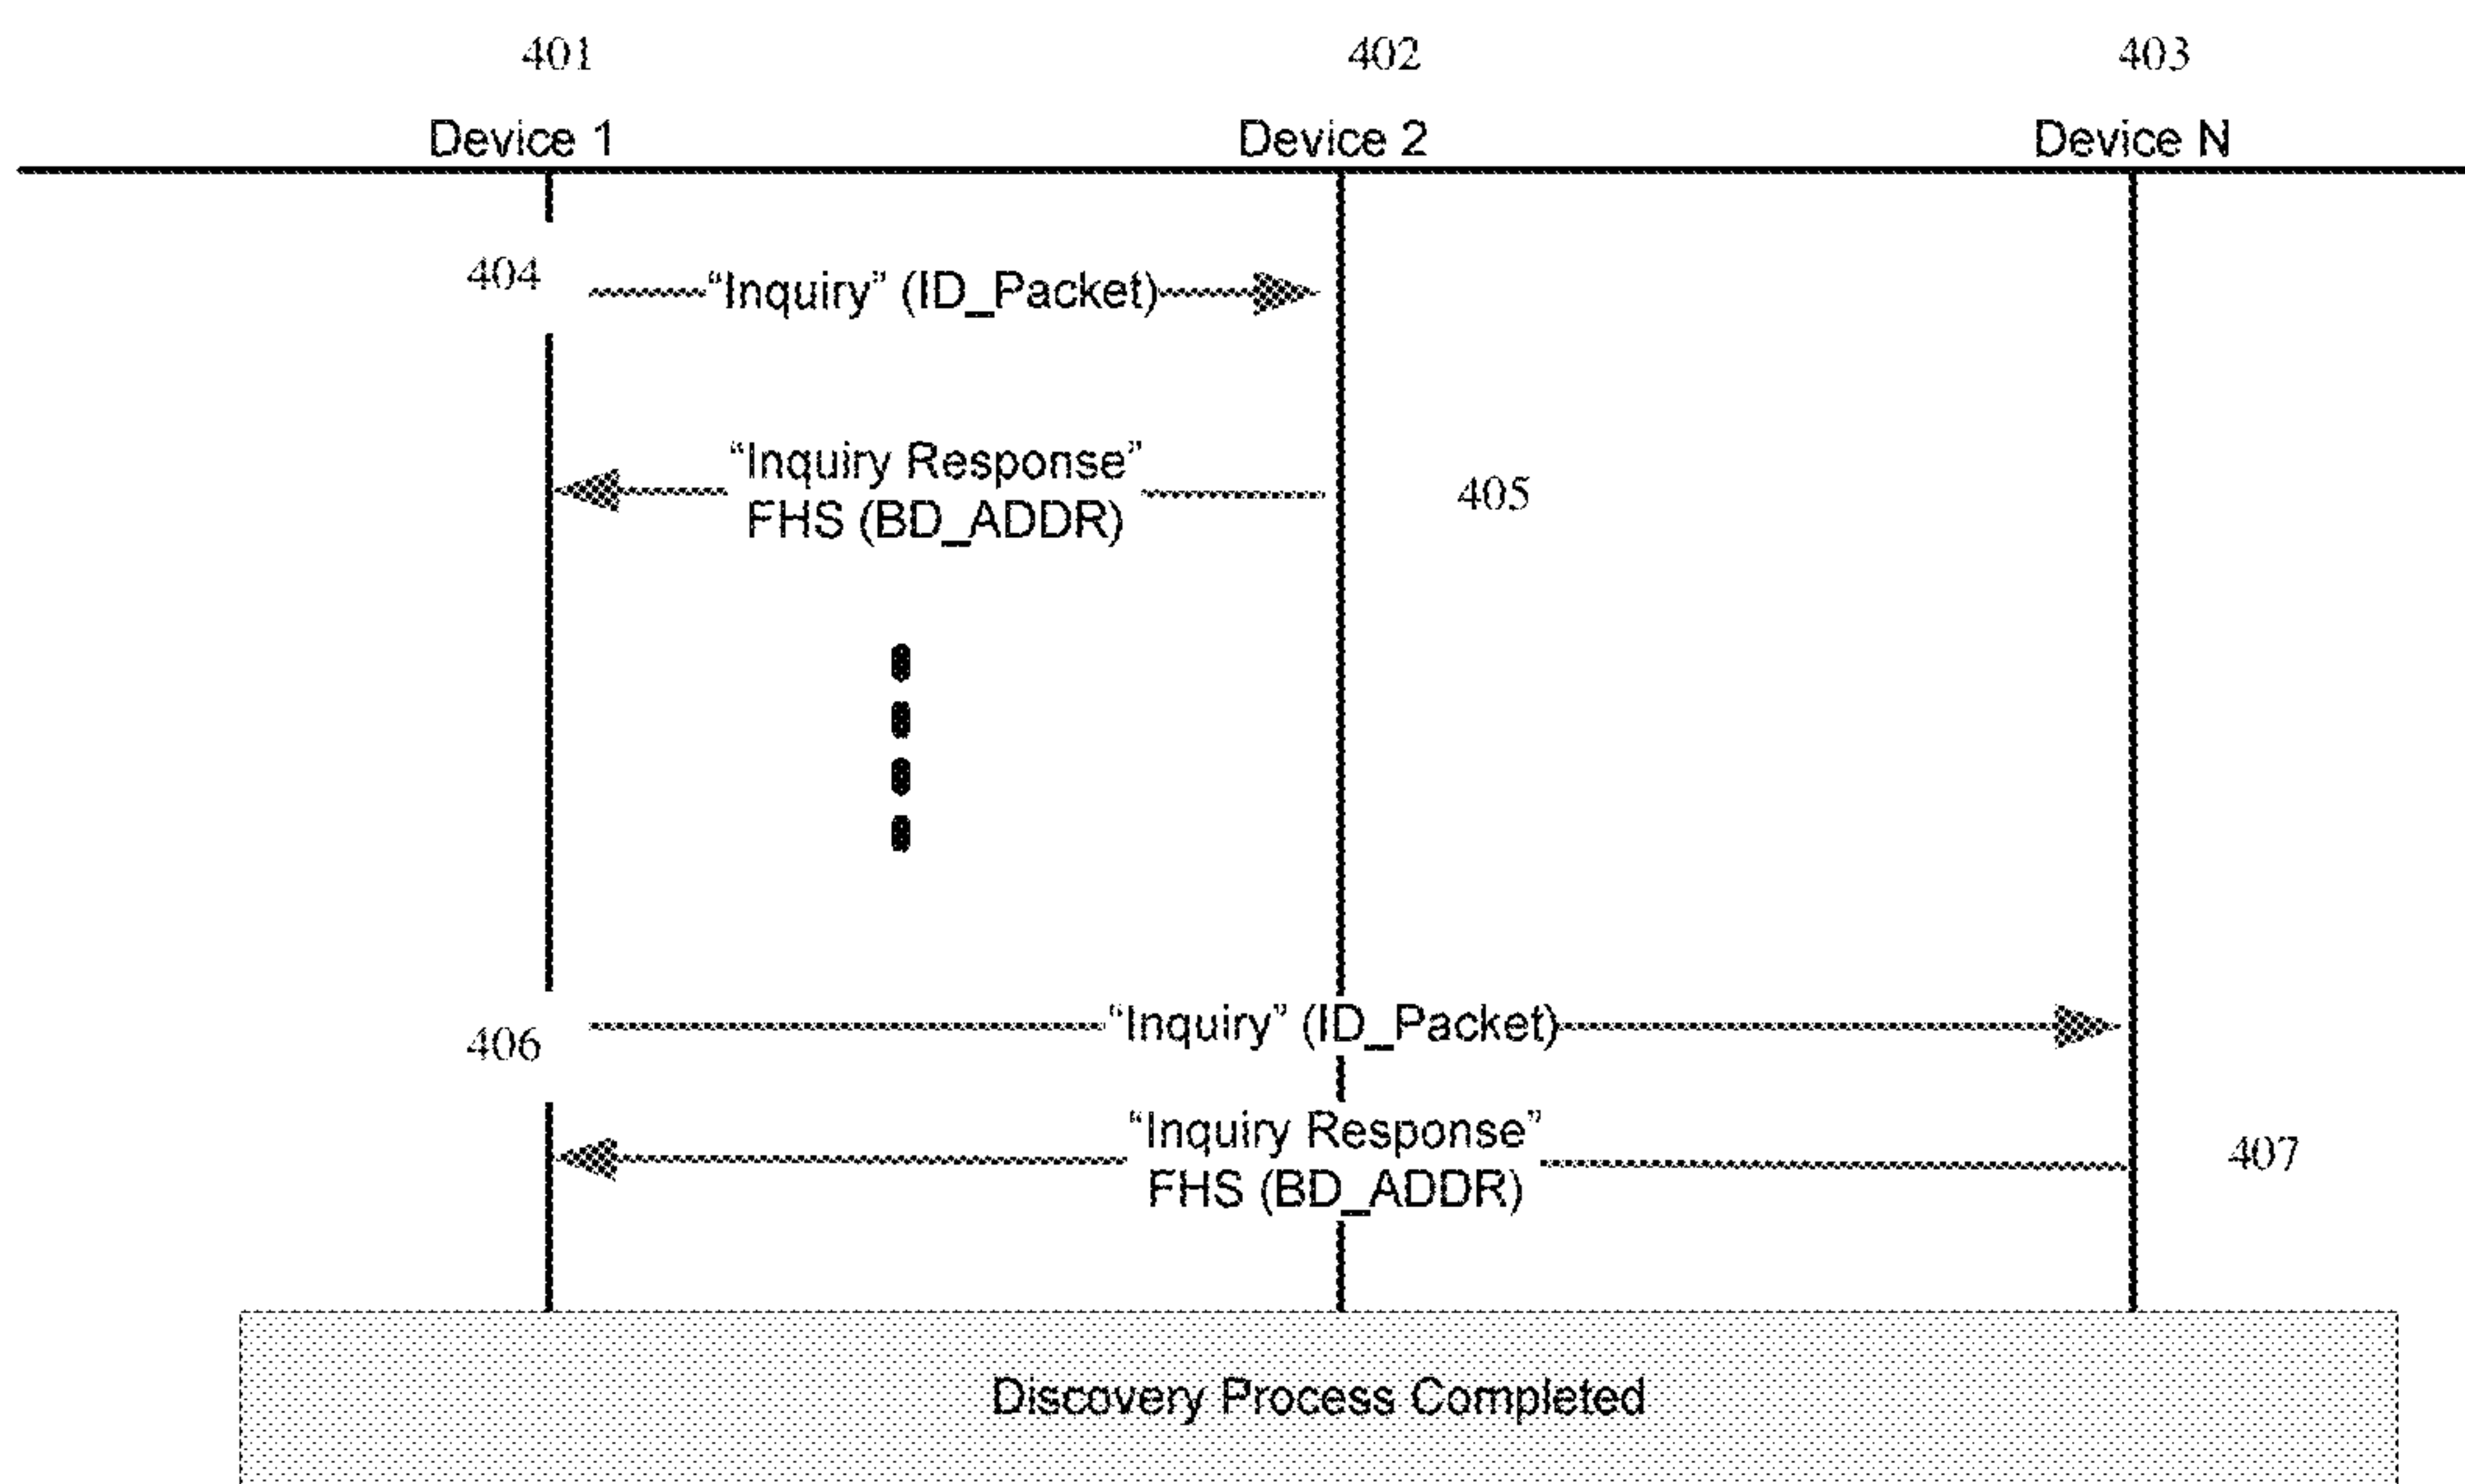 401 402 403
Device 1 Device 2 Device N
404 “Inquiry” (ID_Packet)
“Inquiry Response”
FHS (BD_ADDR)
405
406 “Inquiry” (ID_Packet)
“Inquiry Response”
FHS (BD_ADDR)
407
Discovery Process Completed